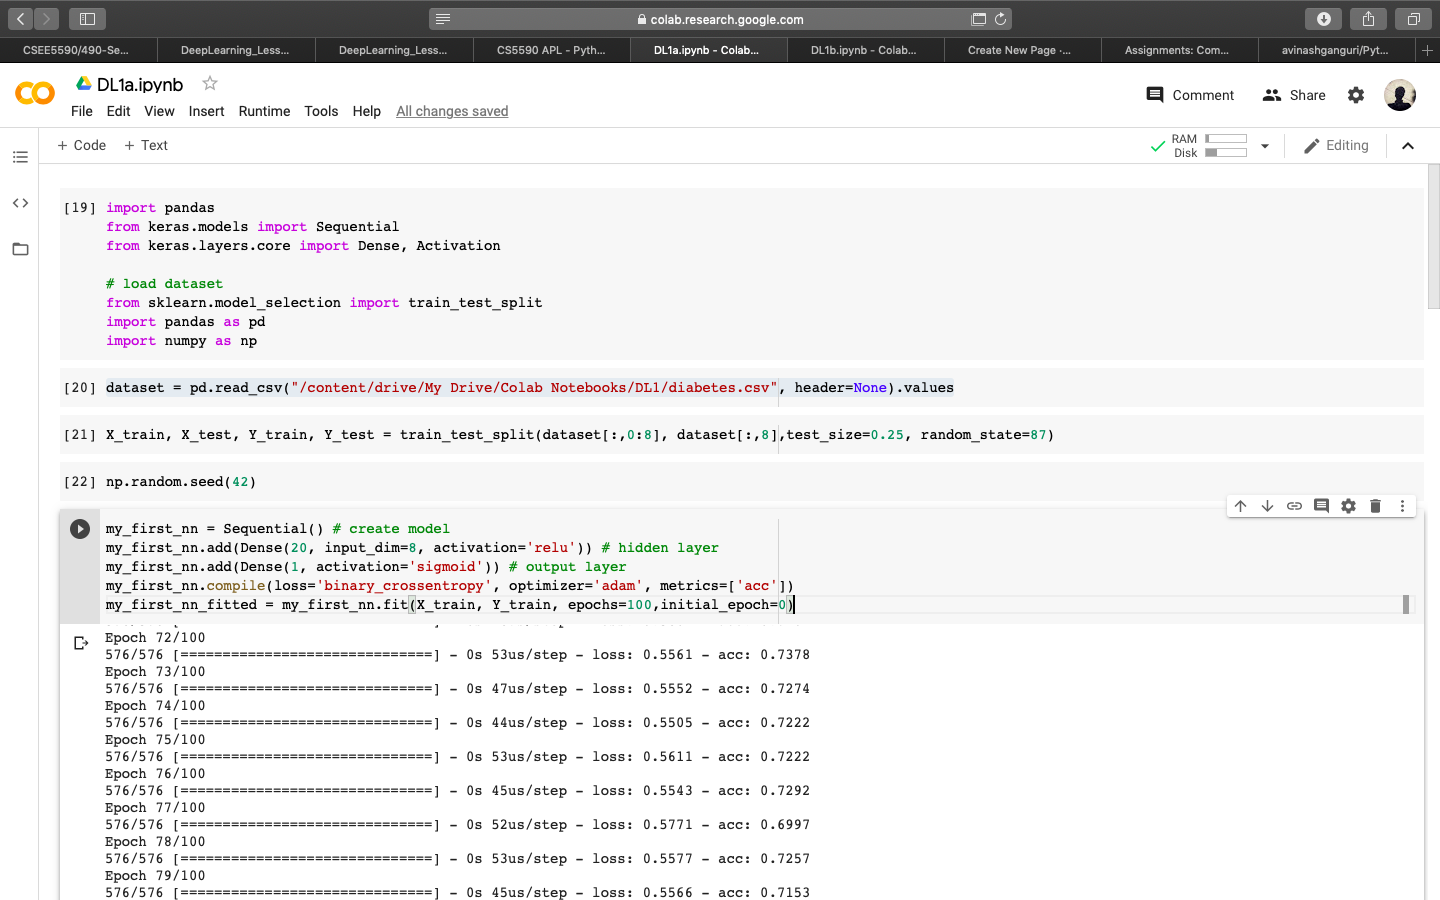 colab.research.google.com
CSEE5590/490-Se...
DeepLearning_Less...
DeepLearning_Less...
CS5590 APL - Pyth...
DL1a.ipynb - Colab...
DL1b.ipynb - Colab...
Create New Page ·...
Assignments: Com...
avinashganguri/Pyt...
DL1a.ipynb
File Edit View Insert Runtime Tools Help All changes saved
Comment
Share
+ Code + Text
RAM
Disk
Editing
[19] import pandas
from keras.models import Sequential
from keras.layers.core import Dense, Activation
# load dataset
from sklearn.model_selection import train_test_split
import pandas as pd
import numpy as np
[20] dataset = pd.read_csv("/content/drive/My Drive/Colab Notebooks/DL1/diabetes.csv", header=None).values
[21] X_train, X_test, Y_train, Y_test = train_test_split(dataset[:,0:8], dataset[:,8],test_size=0.25, random_state=87)
[22] np.random.seed(42)
my_first_nn = Sequential() # create model
my_first_nn.add(Dense(20, input_dim=8, activation='relu')) # hidden layer
my_first_nn.add(Dense(1, activation='sigmoid')) # output layer
my_first_nn.compile(loss='binary_crossentropy', optimizer='adam', metrics=['acc'])
my_first_nn_fitted = my_first_nn.fit(X_train, Y_train, epochs=100,initial_epoch=0)
Epoch 72/100
576/576 [==============================] - 0s 53us/step - loss: 0.5561 - acc: 0.7378
Epoch 73/100
576/576 [==============================] - 0s 47us/step - loss: 0.5552 - acc: 0.7274
Epoch 74/100
576/576 [==============================] - 0s 44us/step - loss: 0.5505 - acc: 0.7222
Epoch 75/100
576/576 [==============================] - 0s 53us/step - loss: 0.5611 - acc: 0.7222
Epoch 76/100
576/576 [==============================] - 0s 45us/step - loss: 0.5543 - acc: 0.7292
Epoch 77/100
576/576 [==============================] - 0s 52us/step - loss: 0.5771 - acc: 0.6997
Epoch 78/100
576/576 [==============================] - 0s 53us/step - loss: 0.5577 - acc: 0.7257
Epoch 79/100
576/576 [==============================] - 0s 45us/step - loss: 0.5566 - acc: 0.7153